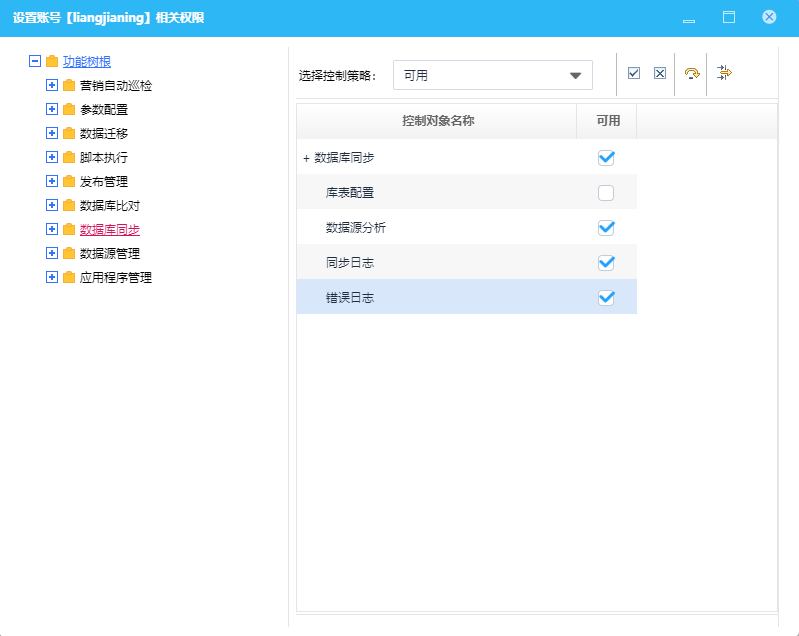 设置账号【liangjianing】相关权限
功能树根
营销自动巡检
参数配置
数据迁移
脚本执行
发布管理
数据库比对
数据库同步
数据源管理
应用程序管理
选择控制策略： 可用
控制对象名称 可用
+ 数据库同步
库表配置
数据源分析
同步日志
错误日志